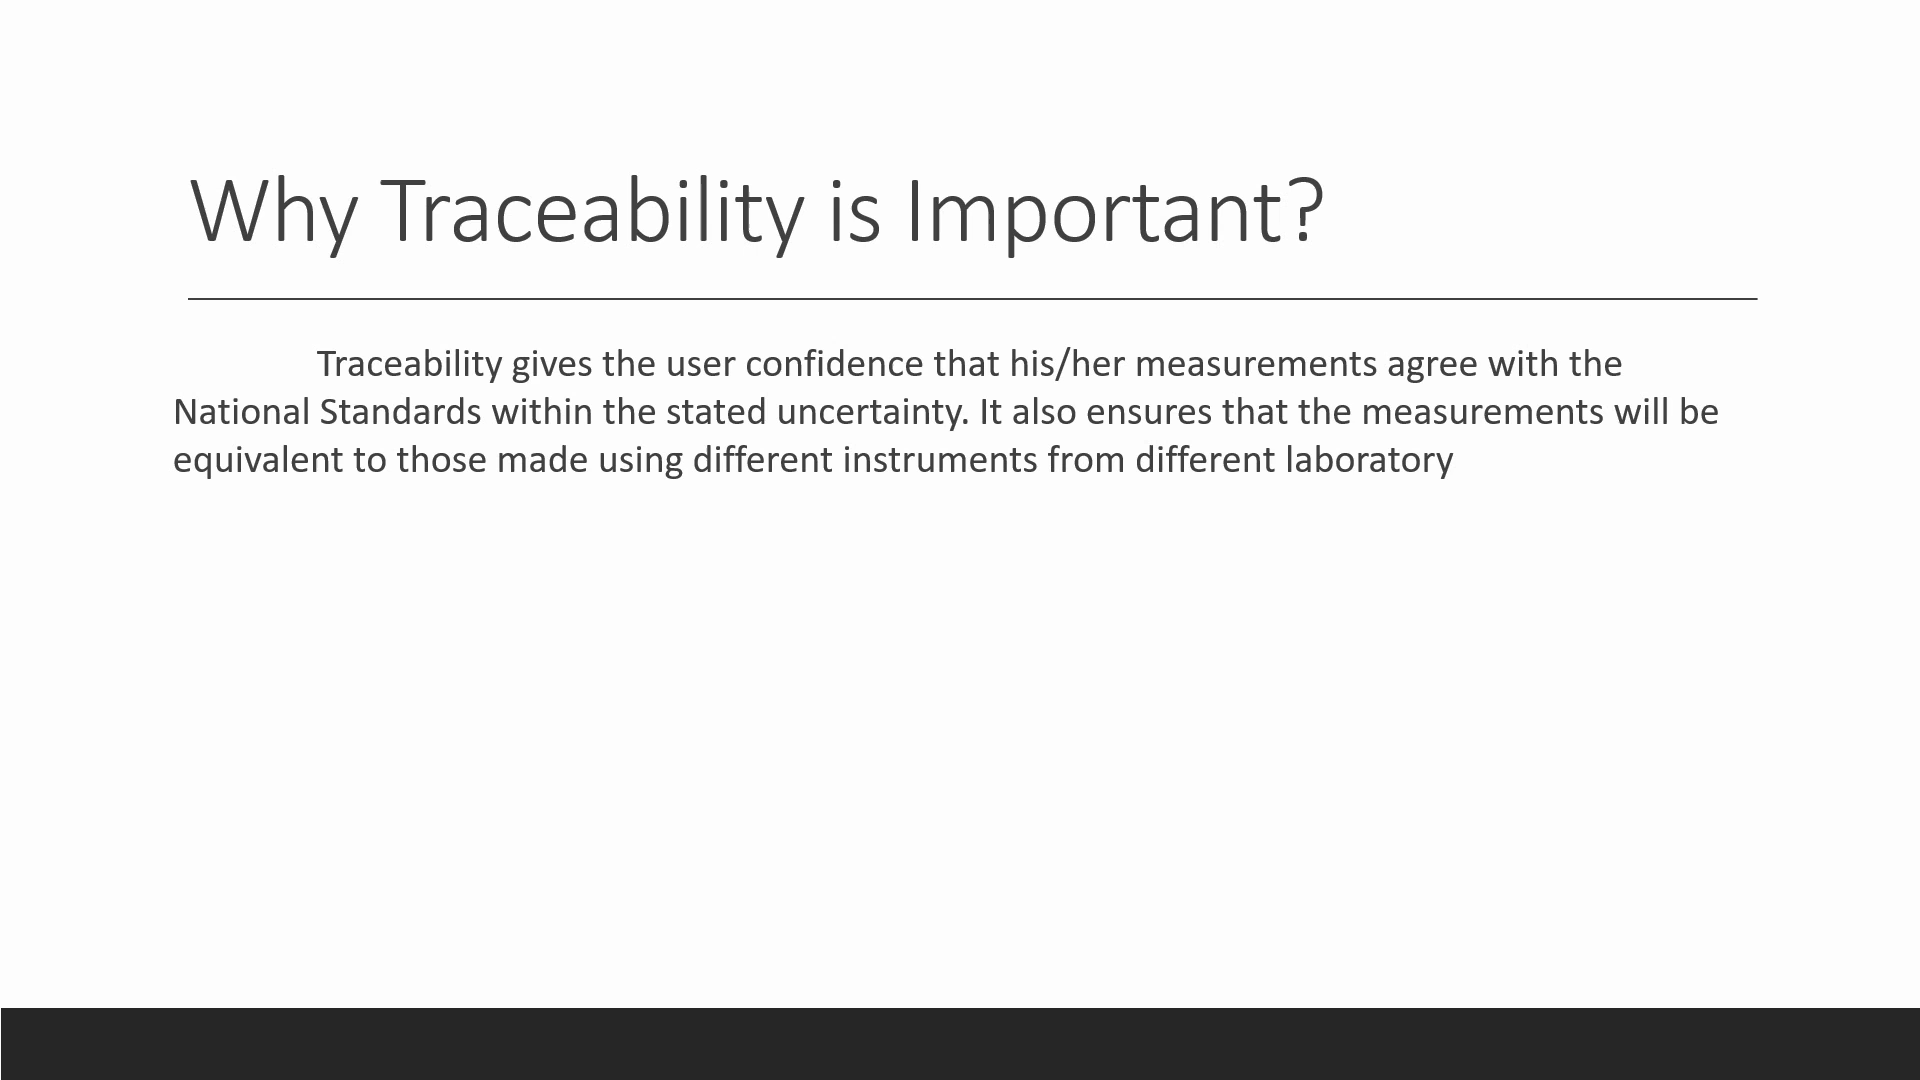 Why Traceability is Important?
Traceability gives the user confidence that his/her measurements agree with the
National Standards within the stated uncertainty. It also ensures that the measurements will be
equivalent to those made using different instruments from different laboratory